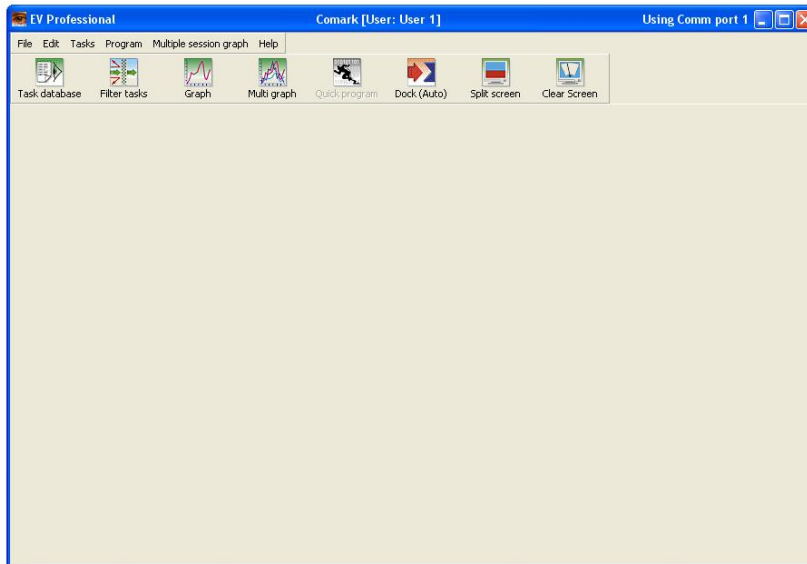 EV Professional Comark [User: User 1] Using Comm port 1
File Edit Tasks Program Multiple session graph Help
Task database Filter tasks Graph Multi graph Quick program Dock (Auto) Split screen Clear Screen